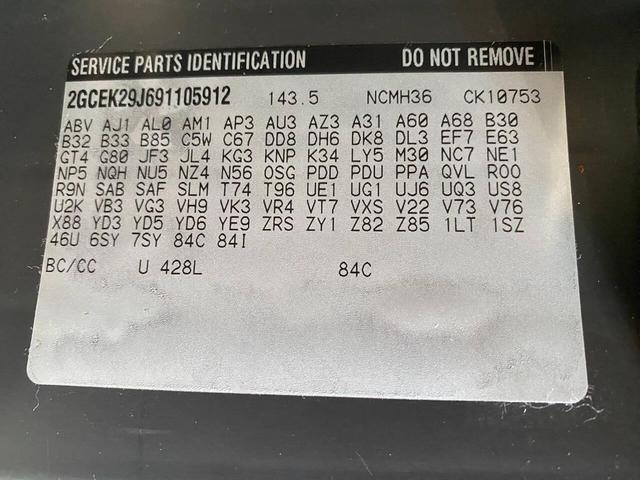 SERVICE PARTS IDENTIFICATION DO NOT REMOVE
2GCEK29J691105912 143.5 NCMH36 CK10753
ABV AJ1 AL0 AM1 AP3 AU3 AZ3 A31 A60 A68 B30
B32 B33 B85 C5W C67 DD8 DH6 DK8 DL3 EF7 E63
GT4 G80 JF3 JL4 KG3 KNP K34 LY5 M30 NC7 NE1
NP5 NQH NU5 NZ4 N56 OSG PDD PDU PPA QVL R00
R9N SAB SAF SLM T74 T96 UE1 UG1 UJ6 UQ3 US8
U2K VB3 VG3 VH9 VK3 VR4 VT7 VXS V22 V73 V76
X88 YD3 YD5 YD6 YE9 ZRS ZY1 Z82 Z85 1LT 1SZ
46U 6SY 7SY 84C 84I
BC/CC U 428L 84C